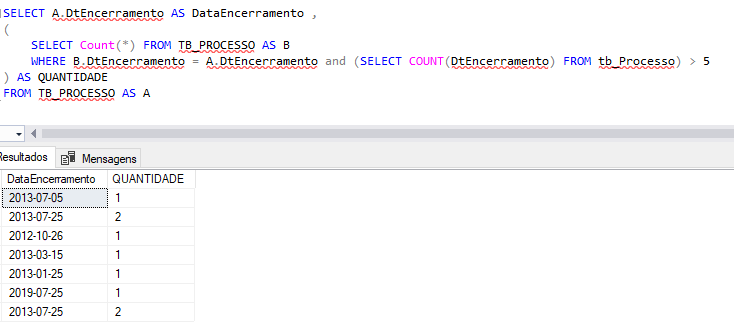 SELECT A.DtEncerramento AS DataEncerramento ,
(
SELECT Count(*) FROM TB_PROCESSO AS B
WHERE B.DtEncerramento = A.DtEncerramento and (SELECT COUNT(DtEncerramento) FROM tb_Processo) > 5
) AS QUANTIDADE
FROM TB_PROCESSO AS A
Resultados Mensagens
DataEncerramento QUANTIDADE
2013-07-05 1
2013-07-25 2
2012-10-26 1
2013-03-15 1
2013-01-25 1
2019-07-25 1
2013-07-25 2